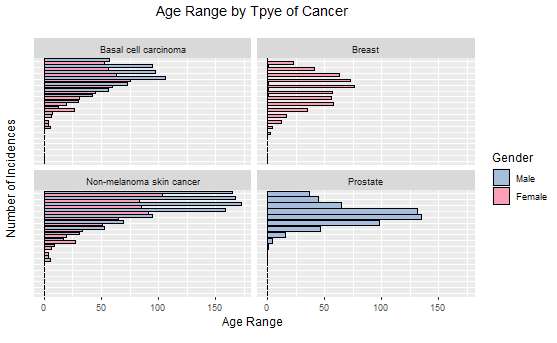 Age Range by Tpye of Cancer
Basal cell carcinoma
Breast
Non-melanoma skin cancer
Prostate
Number of Incidences
Gender
Male
Female
0 50 100 150
0 50 100 150
Age Range